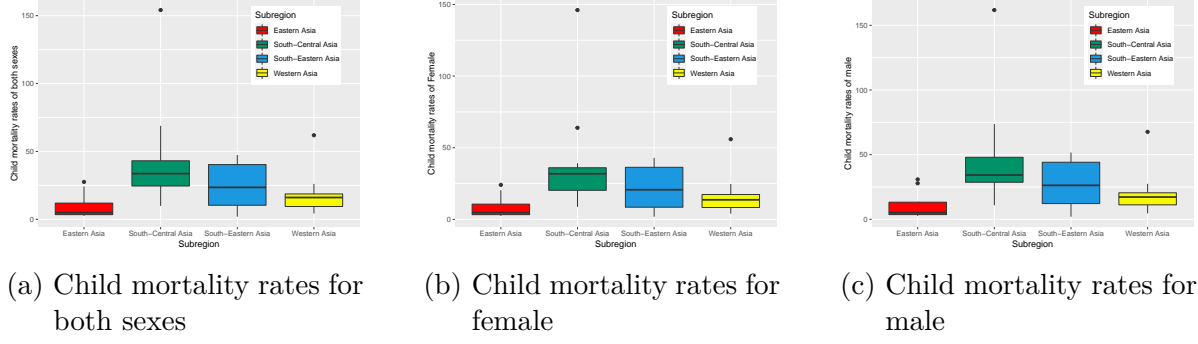 Child mortality rates of both sexes
150
100
50
0
Subregion
Eastern Asia
South−Central Asia
South−Eastern Asia
Western Asia
Eastern Asia South−Central Asia South−Eastern Asia Western Asia
Subregion
(a) Child mortality rates for
both sexes
Child mortality rates of Female
150
100
50
0
Subregion
Eastern Asia
South−Central Asia
South−Eastern Asia
Western Asia
Eastern Asia South−Central Asia South−Eastern Asia Western Asia
Subregion
(b) Child mortality rates for
female
Child mortality rates of male
150
100
50
0
Subregion
Eastern Asia
South−Central Asia
South−Eastern Asia
Western Asia
Eastern Asia South−Central Asia South−Eastern Asia Western Asia
Subregion
(c) Child mortality rates for
male